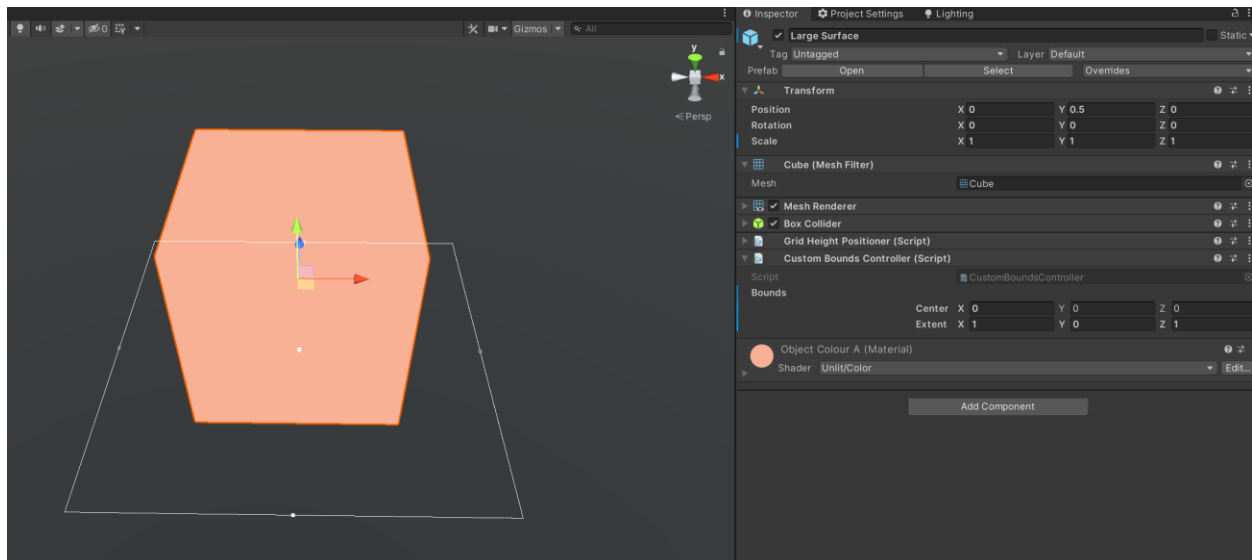 Inspector Project Settings Lighting
0 Gizmos All
Large Surface Static
Tag Untagged Layer Default
Prefab Open Select Overrides
y
x
Persp
Transform
Position X 0 Y 0.5 Z 0
Rotation X 0 Y 0 Z 0
Scale X 1 Y 1 Z 1
Cube (Mesh Filter)
Mesh Cube
Mesh Renderer
Box Collider
Grid Height Positioner (Script)
Custom Bounds Controller (Script)
Script CustomBoundsController
Bounds
Center X 0 Y 0 Z 0
Extent X 1 Y 0 Z 1
Object Colour A (Material)
Shader Unlit/Color Edit...
Add Component